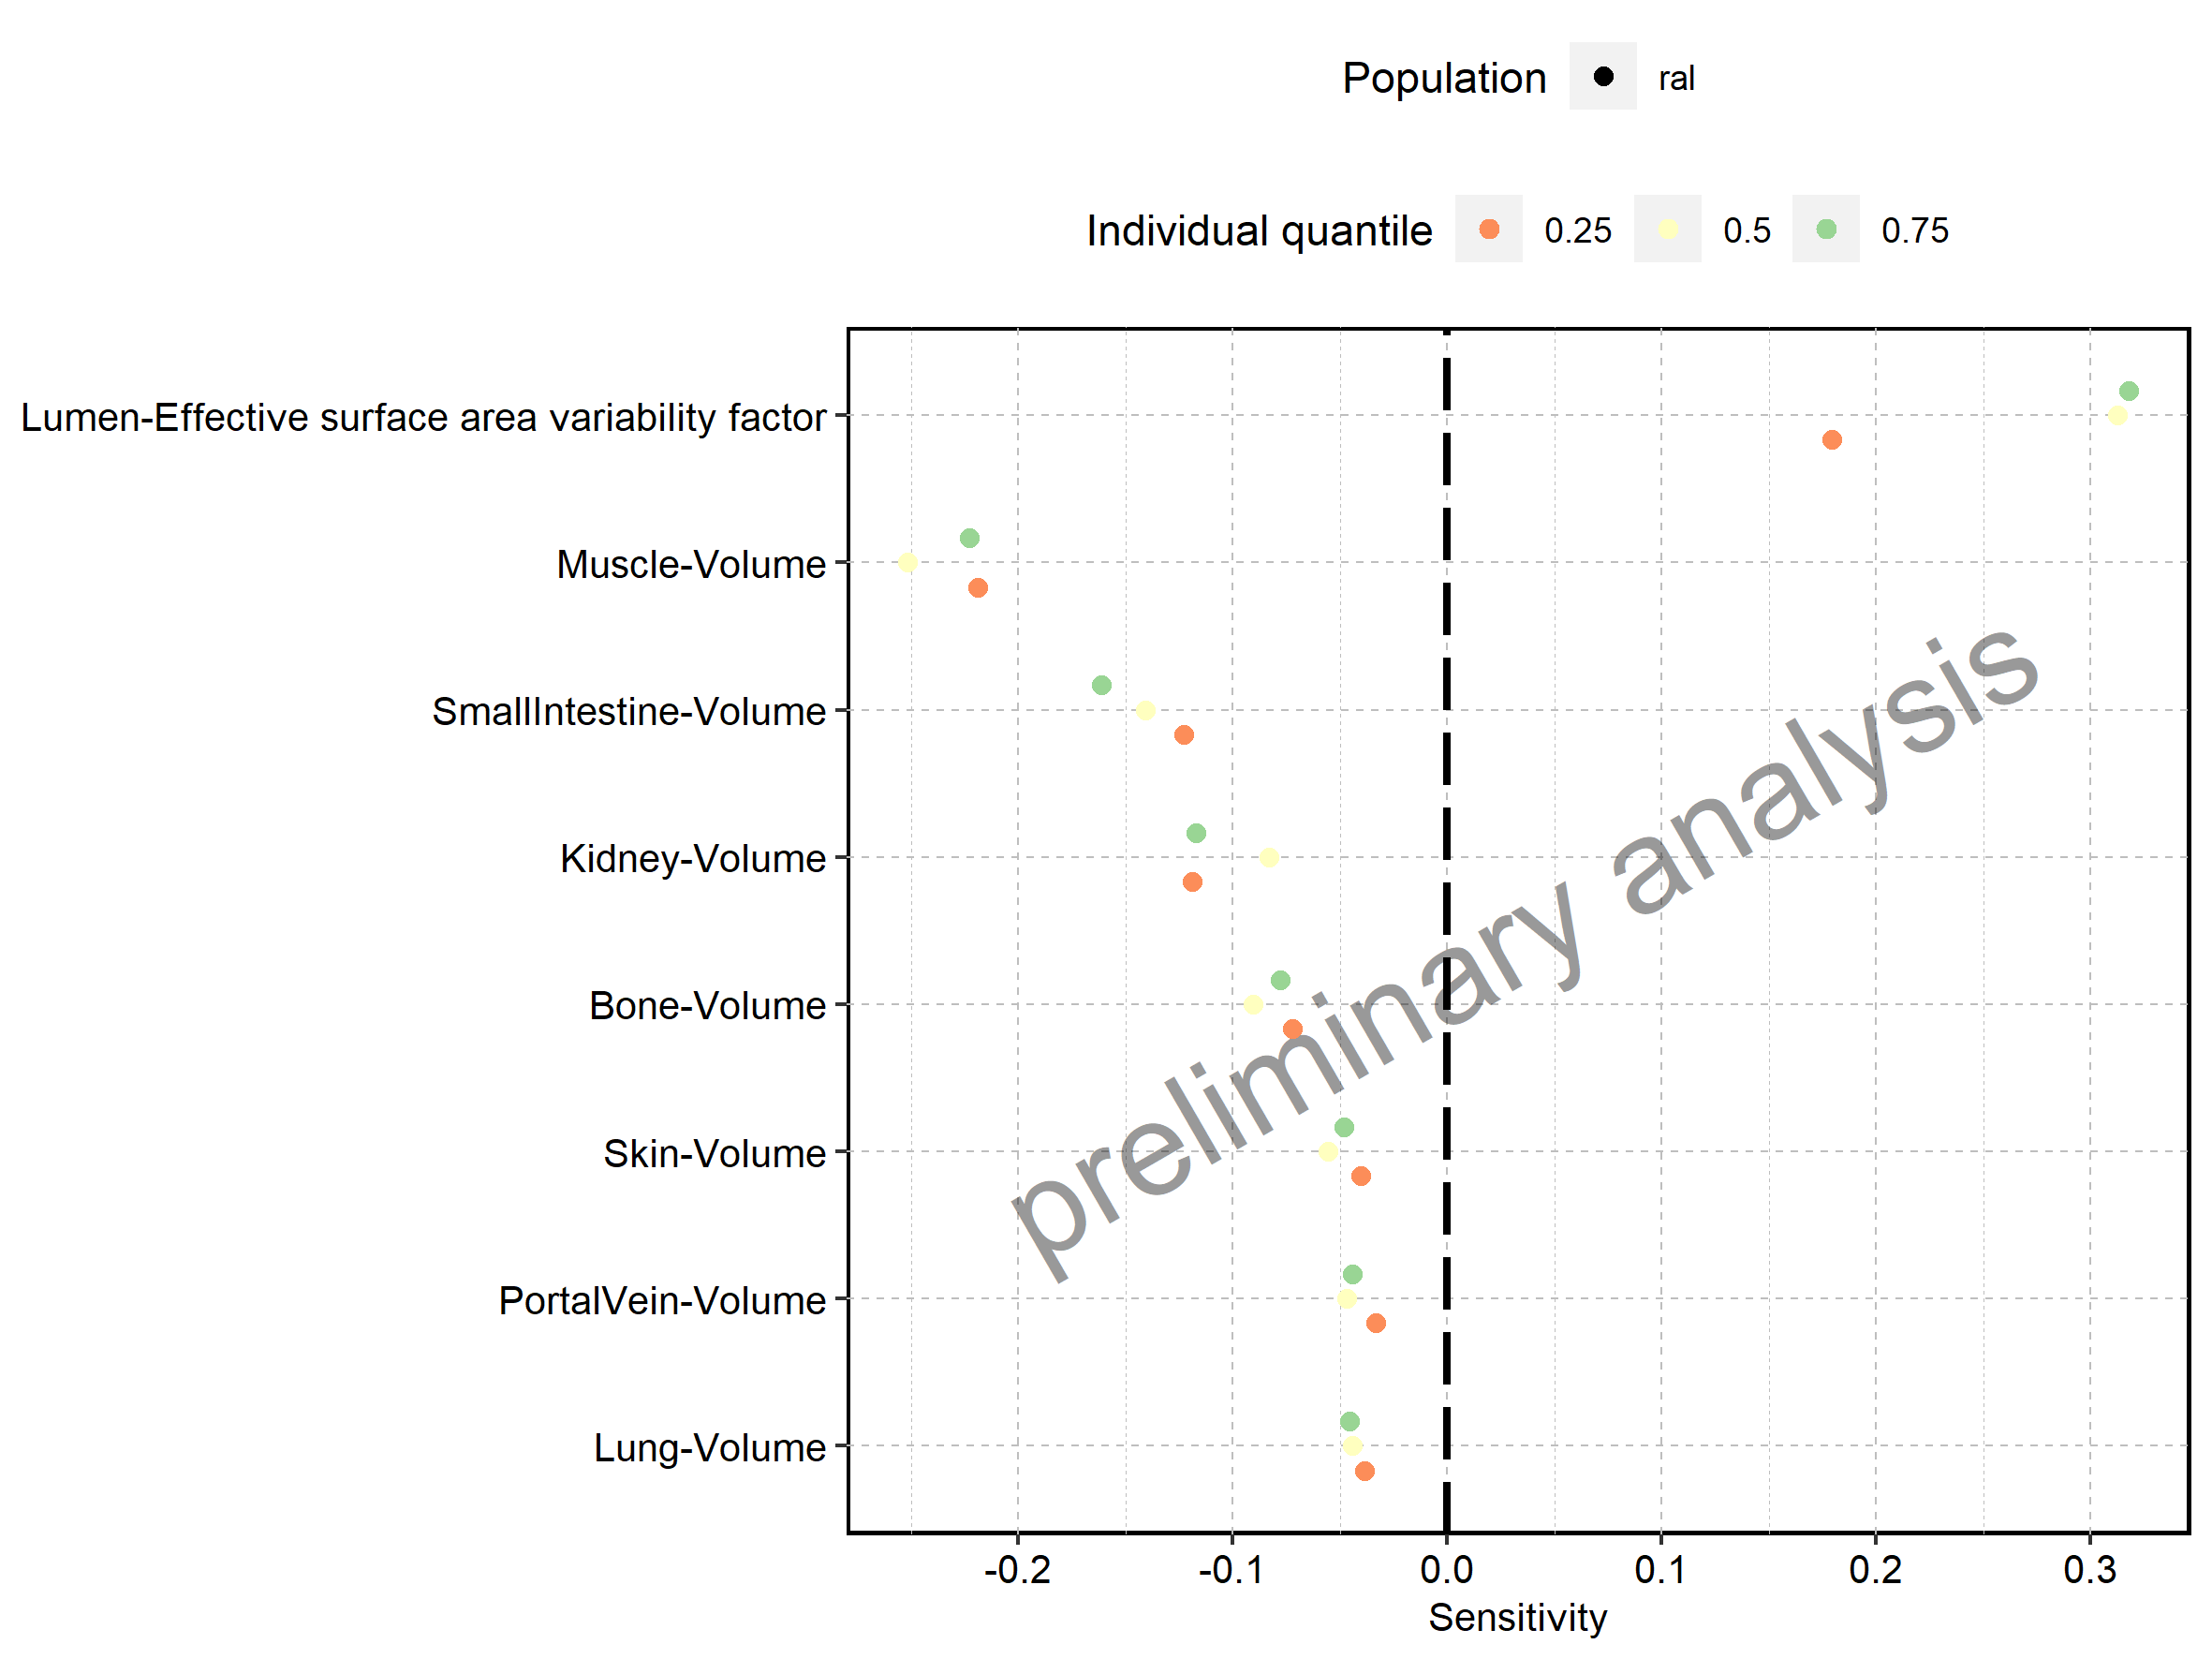 Population ral
Individual quantile 0.25 0.5 0.75
Lumen-Effective surface area variability factor
Muscle-Volume
SmallIntestine-Volume
Kidney-Volume
Bone-Volume
Skin-Volume
PortalVein-Volume
Lung-Volume
preliminary analysis
-0.2 -0.1 0.0 0.1 0.2 0.3
Sensitivity